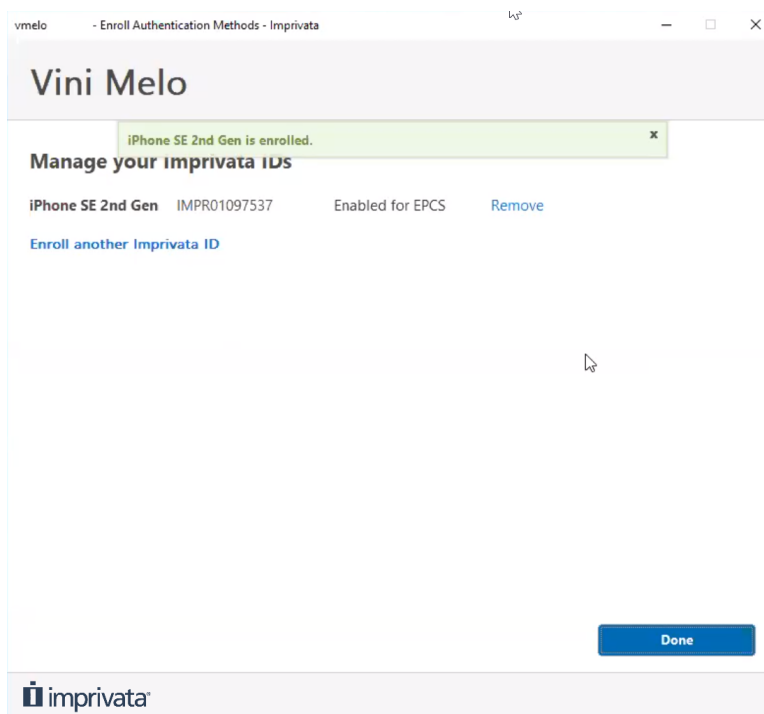 vmelo - Enroll Authentication Methods - Imprivata
Vini Melo
iPhone SE 2nd Gen is enrolled. x
Manage your Imprivata IDs
iPhone SE 2nd Gen IMPR01097537 Enabled for EPCS Remove
Enroll another Imprivata ID
Done
imprivata®